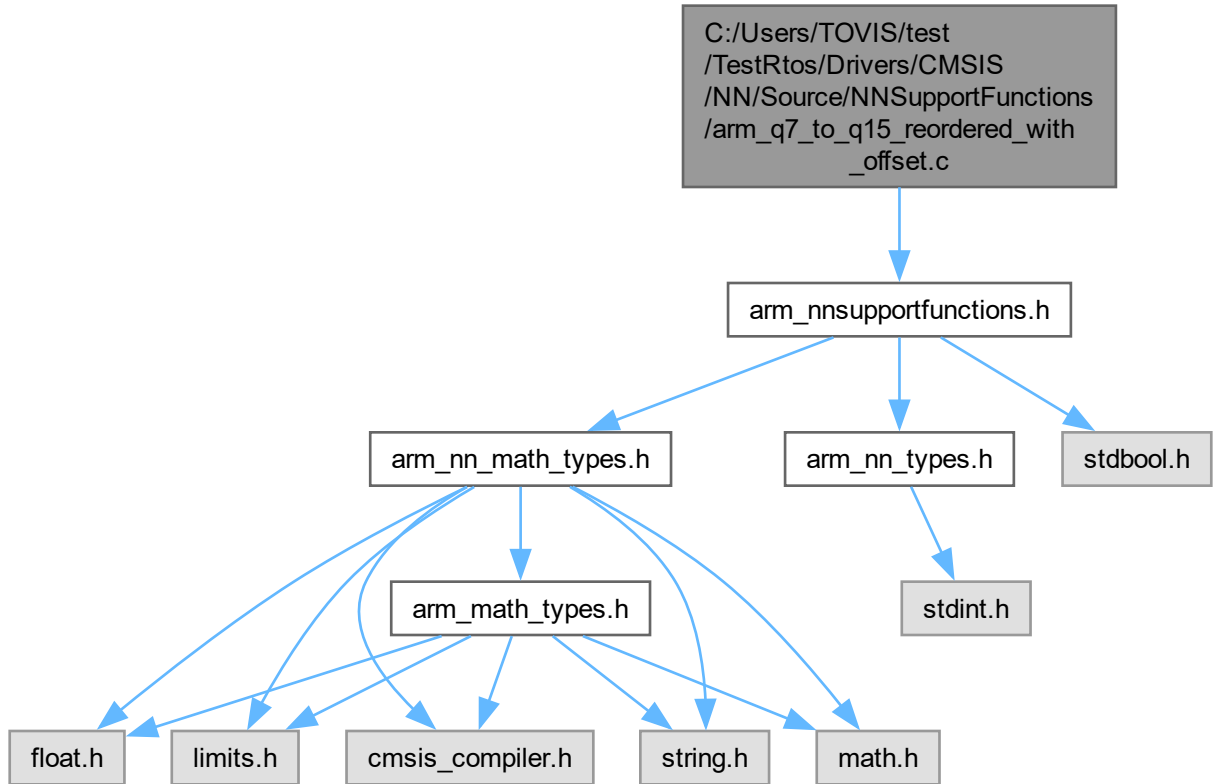 C:/Users/TOVIS/test
/TestRtos/Drivers/CMSIS
/NN/Source/NNSupportFunctions
/arm_q7_to_q15_reordered_with
_offset.c
arm_nnsupportfunctions.h
arm_nn_math_types.h
arm_nn_types.h
stdbool.h
arm_math_types.h
stdint.h
float.h
limits.h
cmsis_compiler.h
string.h
math.h